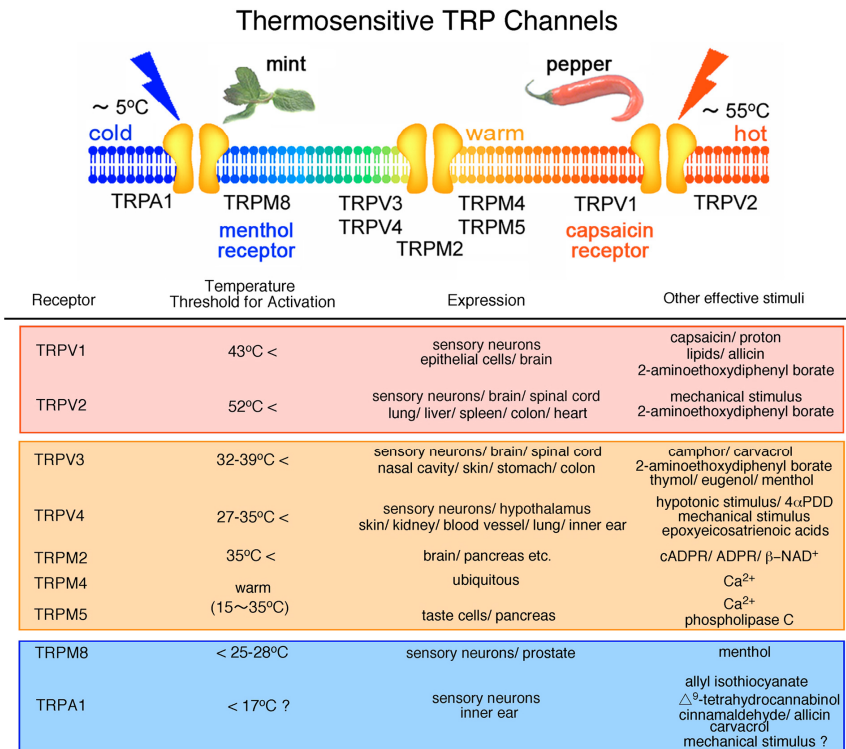 Thermosensitive TRP Channels
mint
pepper
~ 5ºC
~ 55ºC
cold
warm
hot
TRPA1
TRPM8
TRPV3
TRPM4
TRPV1
TRPV2
menthol
TRPV4
TRPM5
capsaicin
receptor
TRPM2
receptor
Receptor
Temperature
Threshold for Activation
Expression
Other effective stimuli
TRPV1
43ºC <
sensory neurons
epithelial cells/ brain
capsaicin/ proton
lipids/ allicin
2-aminoethoxydiphenyl borate
TRPV2
52ºC <
sensory neurons/ brain/ spinal cord
lung/ liver/ spleen/ colon/ heart
mechanical stimulus
2-aminoethoxydiphenyl borate
TRPV3
32-39ºC <
sensory neurons/ brain/ spinal cord
nasal cavity/ skin/ stomach/ colon
camphor/ carvacrol
2-aminoethoxydiphenyl borate
thymol/ eugenol/ menthol
TRPV4
27-35ºC <
sensory neurons/ hypothalamus
skin/ kidney/ blood vessel/ lung/ inner ear
hypotonic stimulus/ 4αPDD
mechanical stimulus
epoxyeicosatrienoic acids
TRPM2
35ºC <
brain/ pancreas etc.
cADPR/ ADPR/ β–NAD⁺
TRPM4
warm
(15~35ºC)
ubiquitous
Ca²⁺
TRPM5
taste cells/ pancreas
Ca²⁺
phospholipase C
TRPM8
< 25-28ºC
sensory neurons/ prostate
menthol
TRPA1
< 17ºC ?
sensory neurons
inner ear
allyl isothiocyanate
△⁹-tetrahydrocannabinol
cinnamaldehyde/ allicin
carvacrol
mechanical stimulus ?